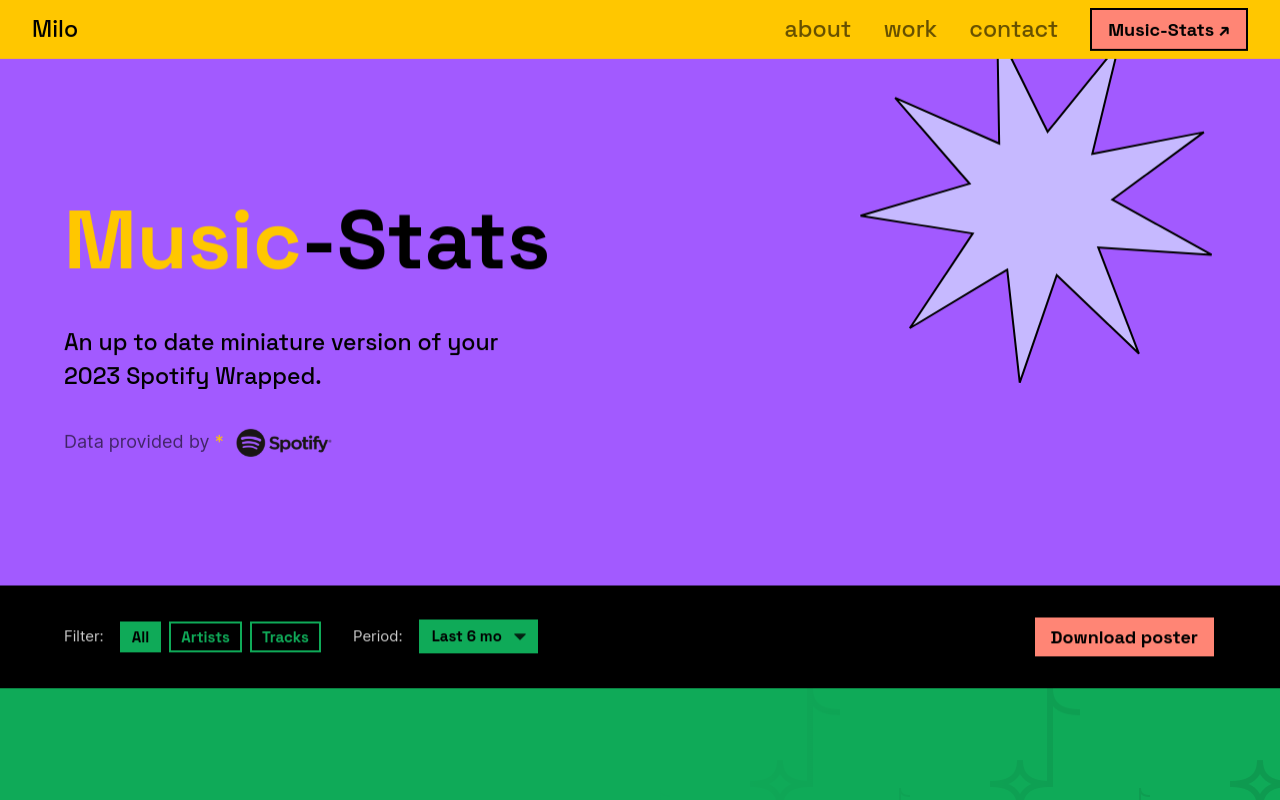 Milo
about
work
contact
Music-Stats ↗
Music-Stats
An up to date miniature version of your
2023 Spotify Wrapped.
Data provided by * Spotify
Filter: All Artists Tracks Period: Last 6 mo
Download poster